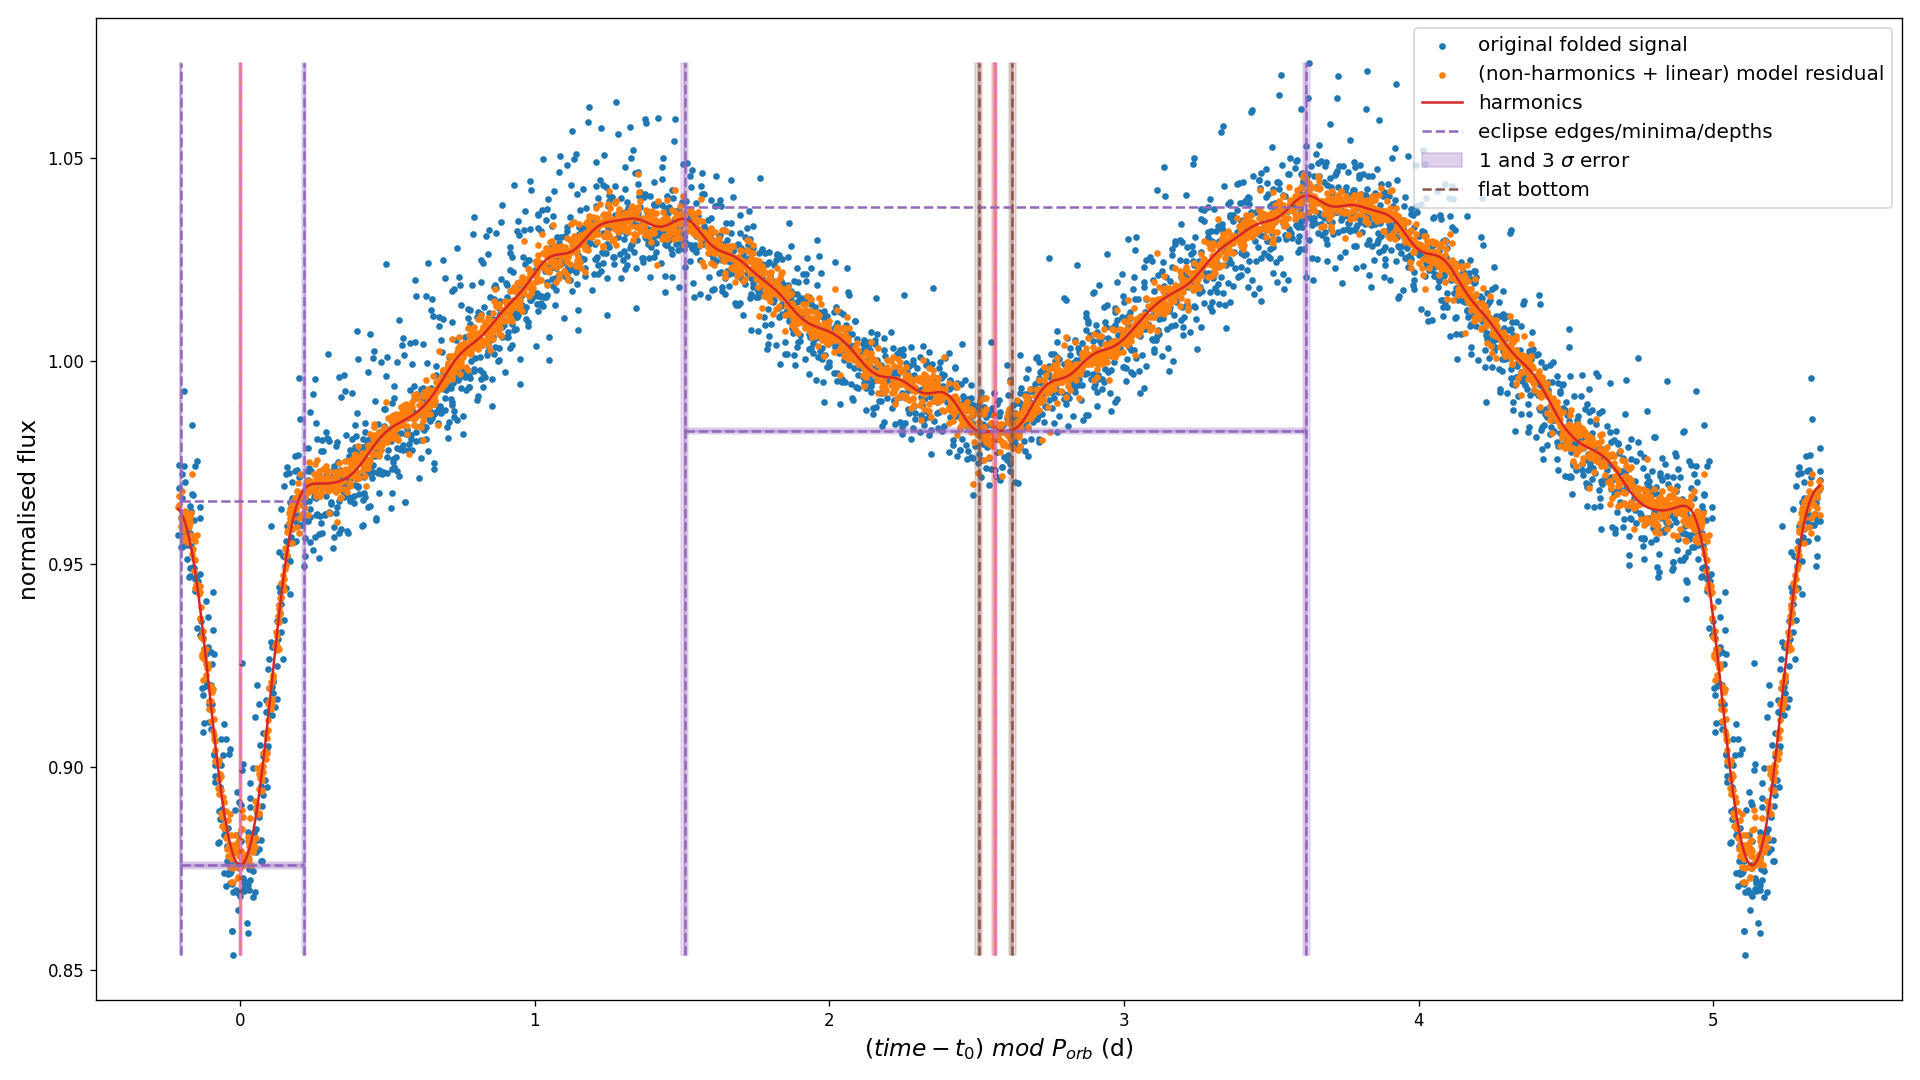 original folded signal
(non-harmonics + linear) model residual
harmonics
eclipse edges/minima/depths
1 and 3 σ error
flat bottom
normalised flux
1.05
1.00
0.95
0.90
0.85
0 1 2 3 4 5
(time − t₀) mod Pₒᵣb (d)